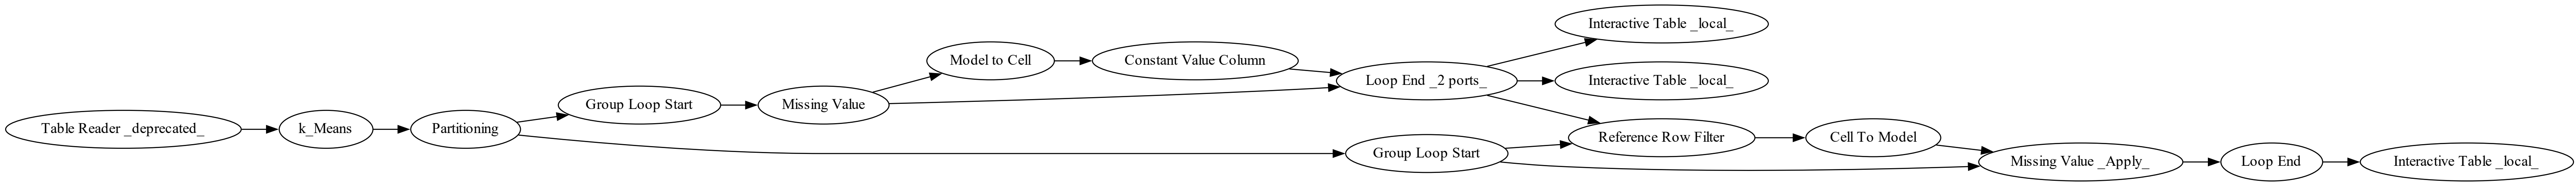 Table Reader _deprecated_
k_Means
Partitioning
Group Loop Start
Missing Value
Model to Cell
Constant Value Column
Loop End _2 ports_
Interactive Table _local_
Interactive Table _local_
Group Loop Start
Reference Row Filter
Cell To Model
Missing Value _Apply_
Loop End
Interactive Table _local_